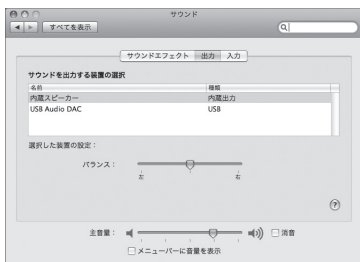 サウンド
すべてを表示
サウンドエフェクト 出力 入力
サウンドを出力する装置の選択
名前 種類
内蔵スピーカー 内蔵出力
USB Audio DAC USB
選択した装置の設定：
バランス：
左 右
?
主音量： 消音
メニューバーに音量を表示